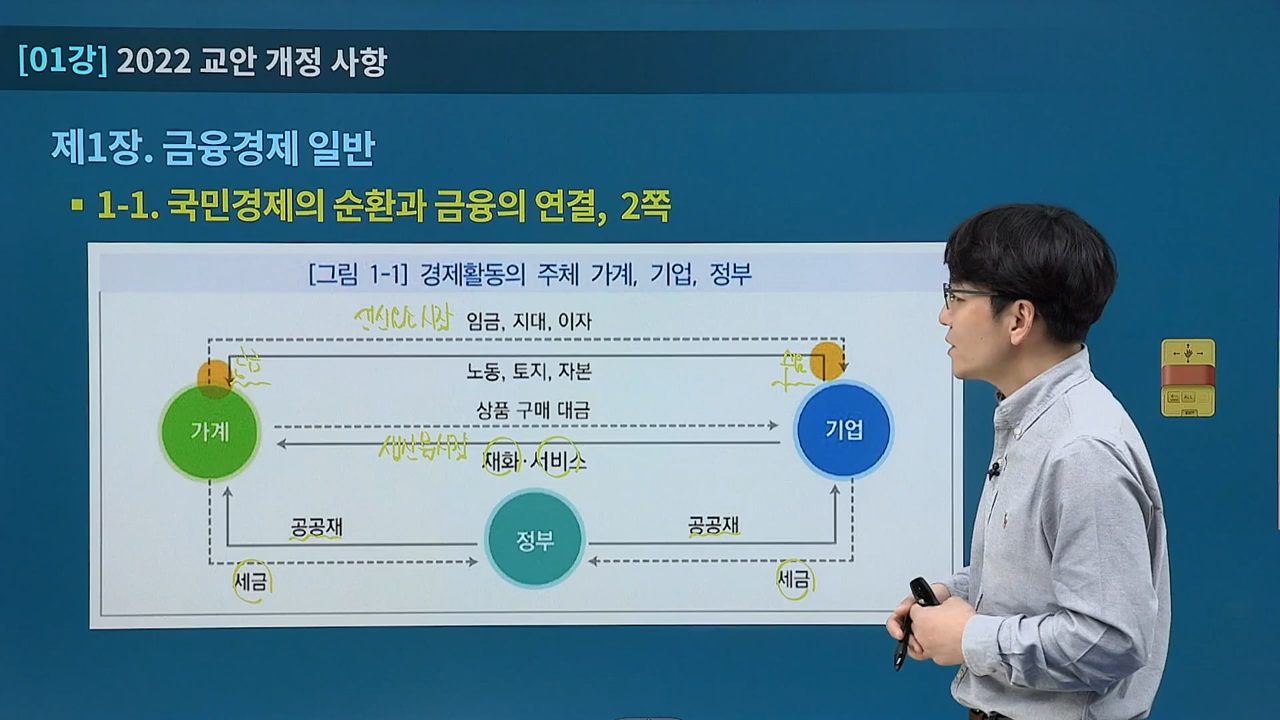 [01강] 2022 교안 개정 사항
제1장. 금융경제 일반
▪ 1-1. 국민경제의 순환과 금융의 연결, 2쪽
[그림 1-1] 경제활동의 주체 가계, 기업, 정부
임금, 지대, 이자
노동, 토지, 자본
상품 구매 대금
가계
기업
생산물시장 재화·서비스
공공재
정부
공공재
세금
세금